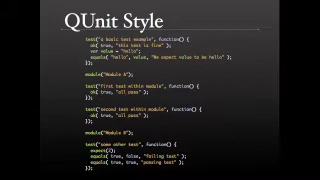 QUnit Style
test("a basic test example", function() {
ok( true, "this test is fine" );
var value = "hello";
equals( "hello", value, "We expect value to be hello" );
});
module("Module A");
test("first test within module", function() {
ok( true, "all pass" );
});
test("second test within module", function() {
ok( true, "all pass" );
});
module("Module B");
test("some other test", function() {
expect(2);
equals( true, false, "failing test" );
equals( true, true, "passing test" );
});